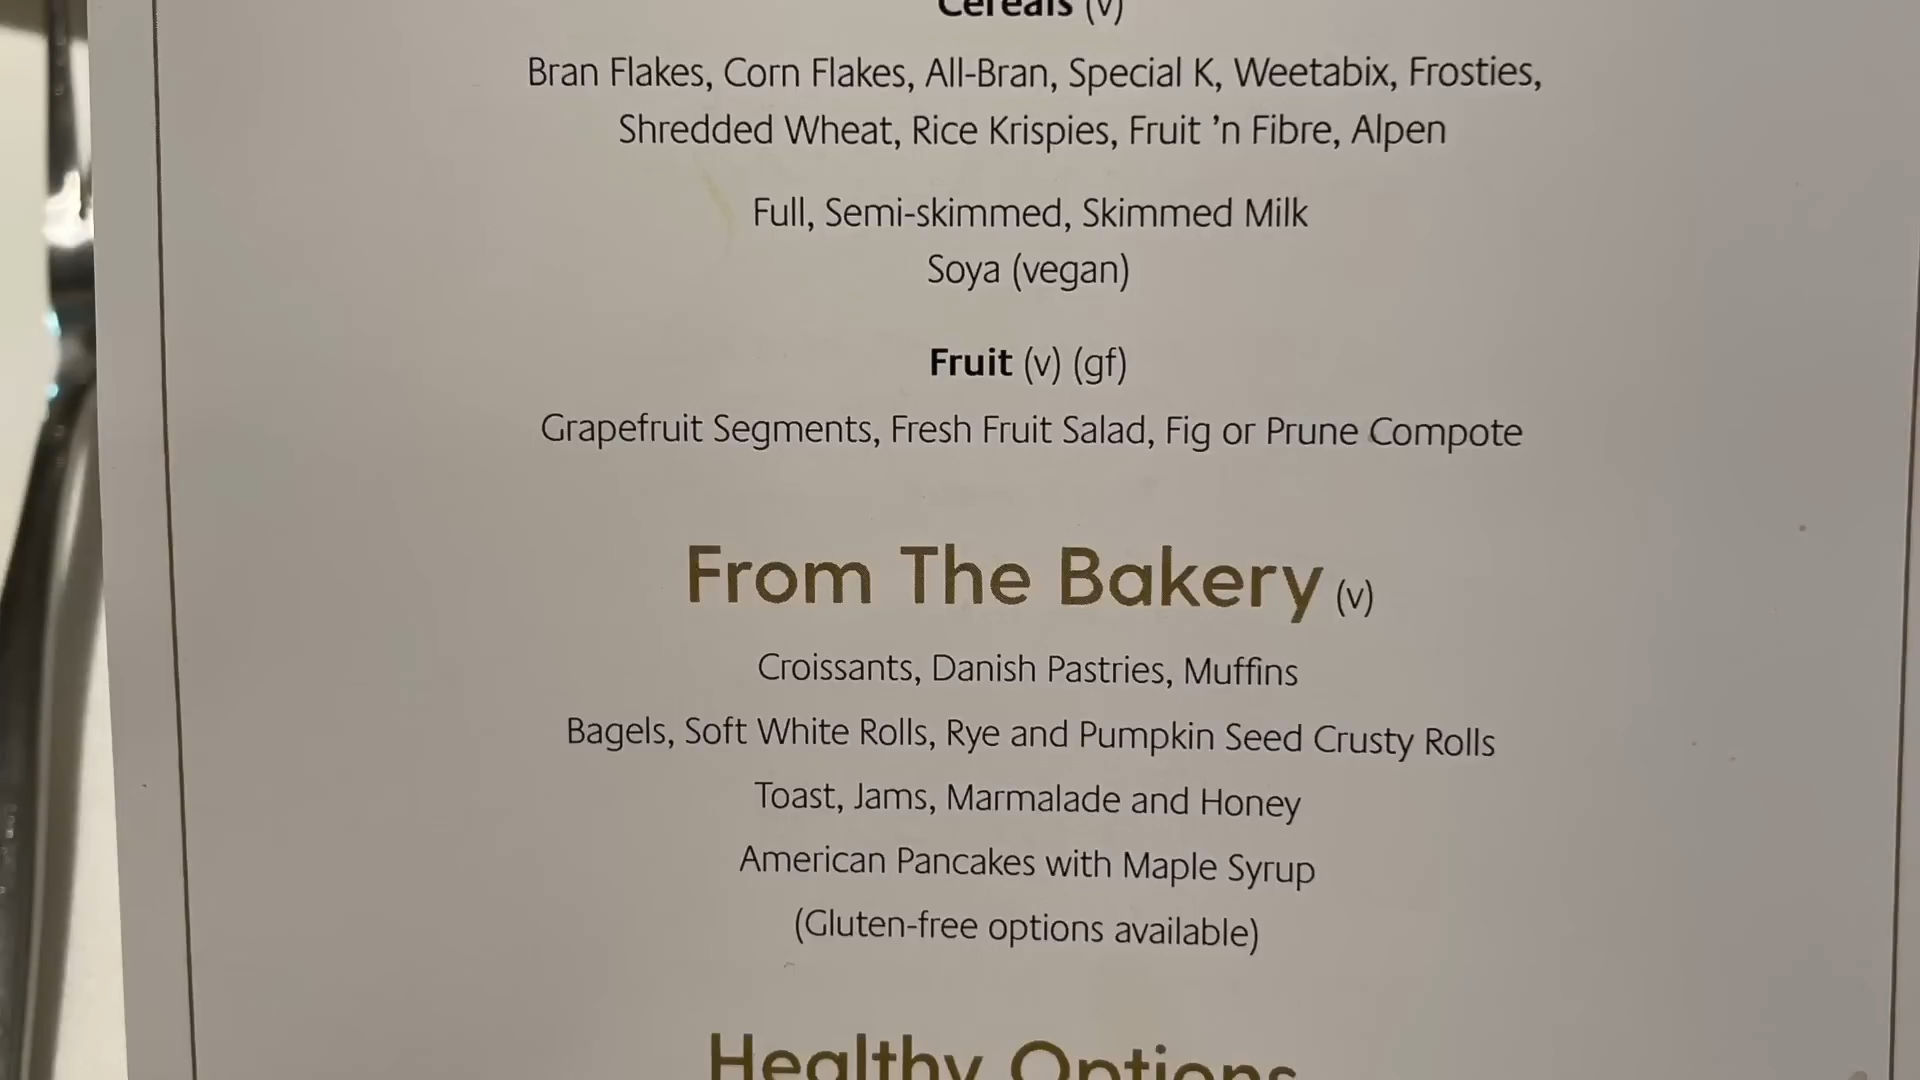 Cereals (v)
Bran Flakes, Corn Flakes, All-Bran, Special K, Weetabix, Frosties,
Shredded Wheat, Rice Krispies, Fruit ’n Fibre, Alpen
Full, Semi-skimmed, Skimmed Milk
Soya (vegan)
Fruit (v) (gf)
Grapefruit Segments, Fresh Fruit Salad, Fig or Prune Compote
From The Bakery (v)
Croissants, Danish Pastries, Muffins
Bagels, Soft White Rolls, Rye and Pumpkin Seed Crusty Rolls
Toast, Jams, Marmalade and Honey
American Pancakes with Maple Syrup
(Gluten-free options available)
Healthy Options